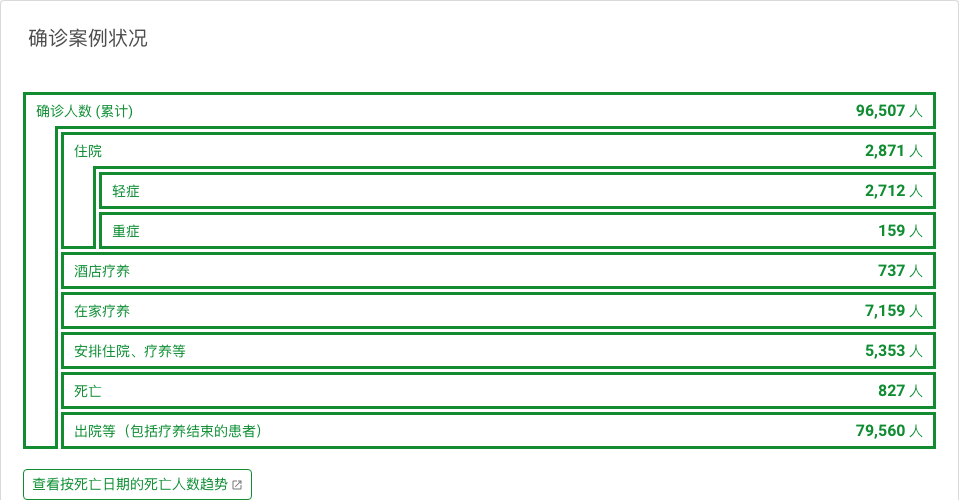 确诊案例状况
确诊人数 (累计) 96,507 人
住院 2,871 人
轻症 2,712 人
重症 159 人
酒店疗养 737 人
在家疗养 7,159 人
安排住院、疗养等 5,353 人
死亡 827 人
出院等（包括疗养结束的患者） 79,560 人
查看按死亡日期的死亡人数趋势